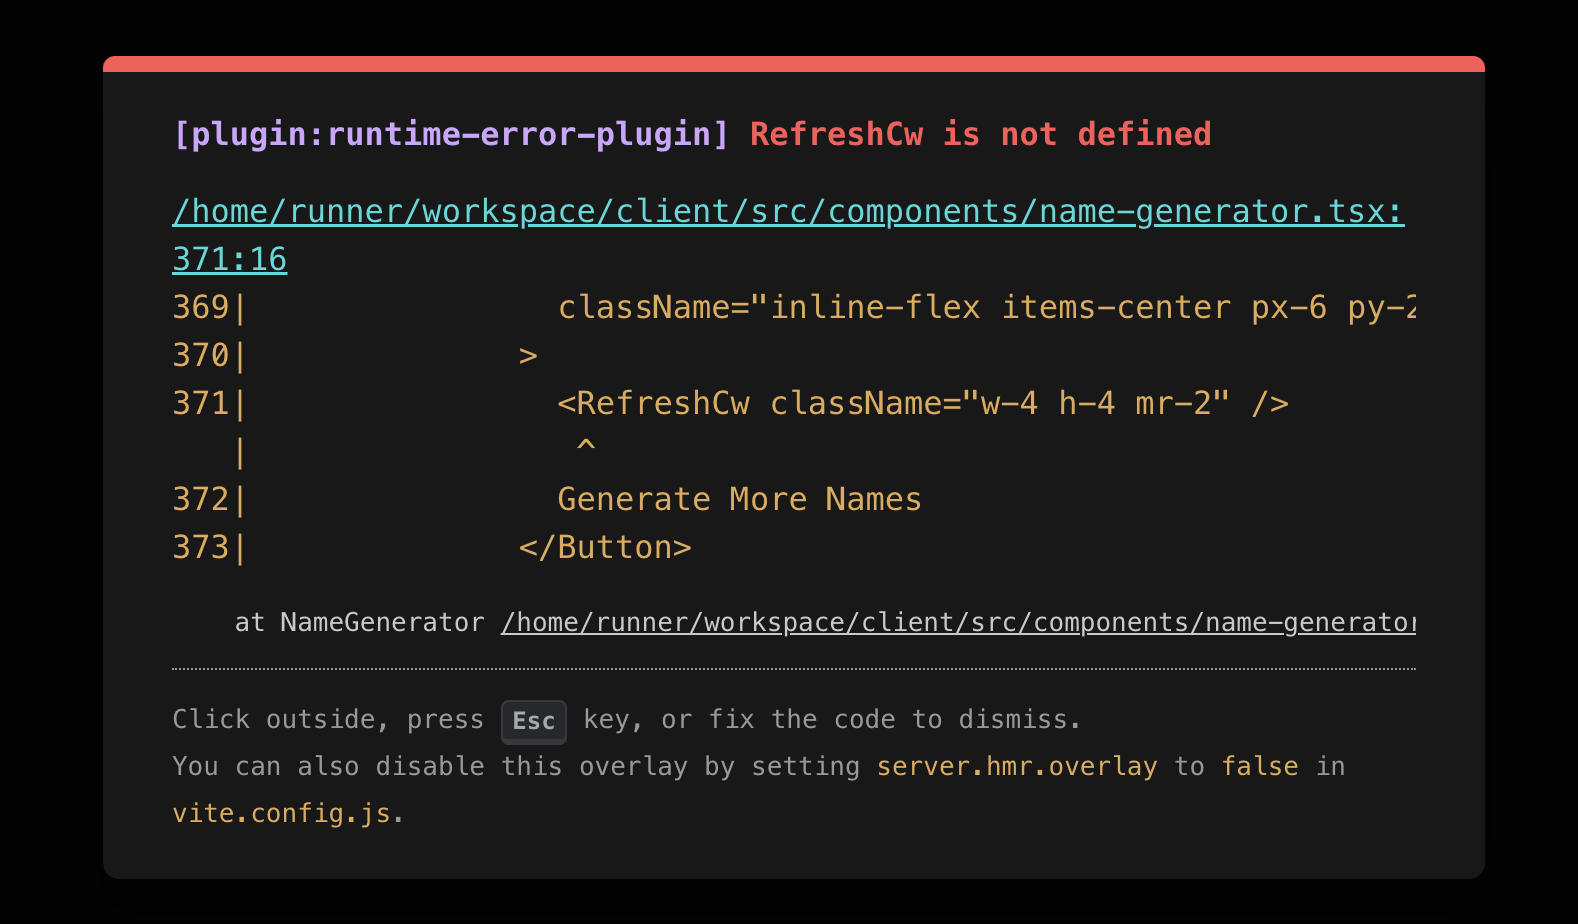 [plugin:runtime-error-plugin] RefreshCw is not defined
/home/runner/workspace/client/src/components/name-generator.tsx:
371:16
369|                className="inline-flex items-center px-6 py-2
370|              >
371|                <RefreshCw className="w-4 h-4 mr-2" />
   |                 ^
372|                Generate More Names
373|              </Button>
at NameGenerator /home/runner/workspace/client/src/components/name-generator
Click outside, press Esc key, or fix the code to dismiss.
You can also disable this overlay by setting server.hmr.overlay to false in
vite.config.js.